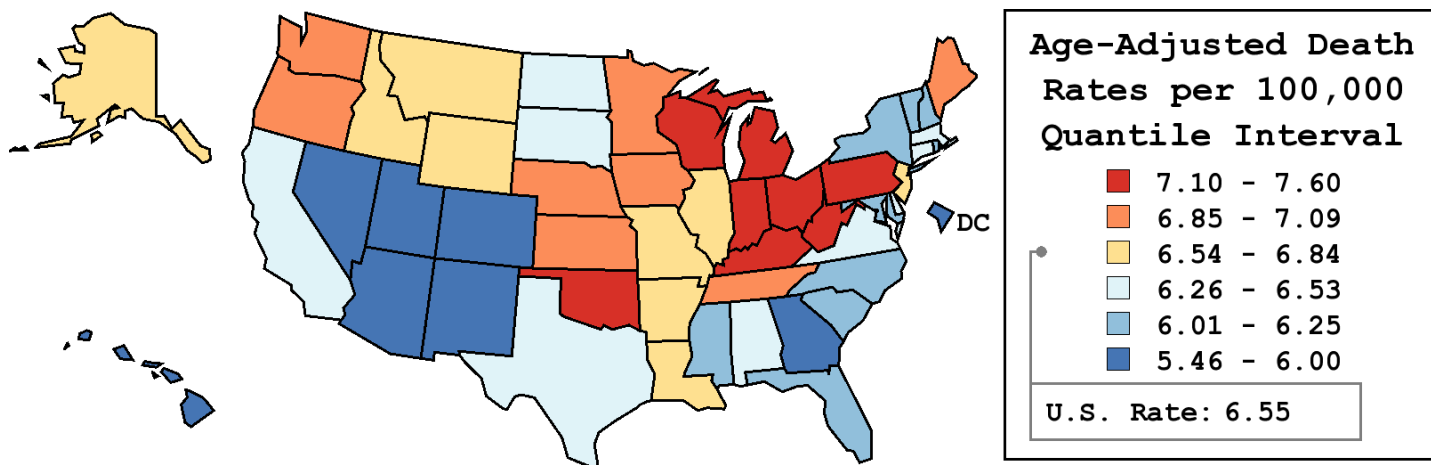 DC
Age-Adjusted Death
Rates per 100,000
Quantile Interval
7.10 - 7.60
6.85 - 7.09
6.54 - 6.84
6.26 - 6.53
6.01 - 6.25
5.46 - 6.00
U.S. Rate: 6.55